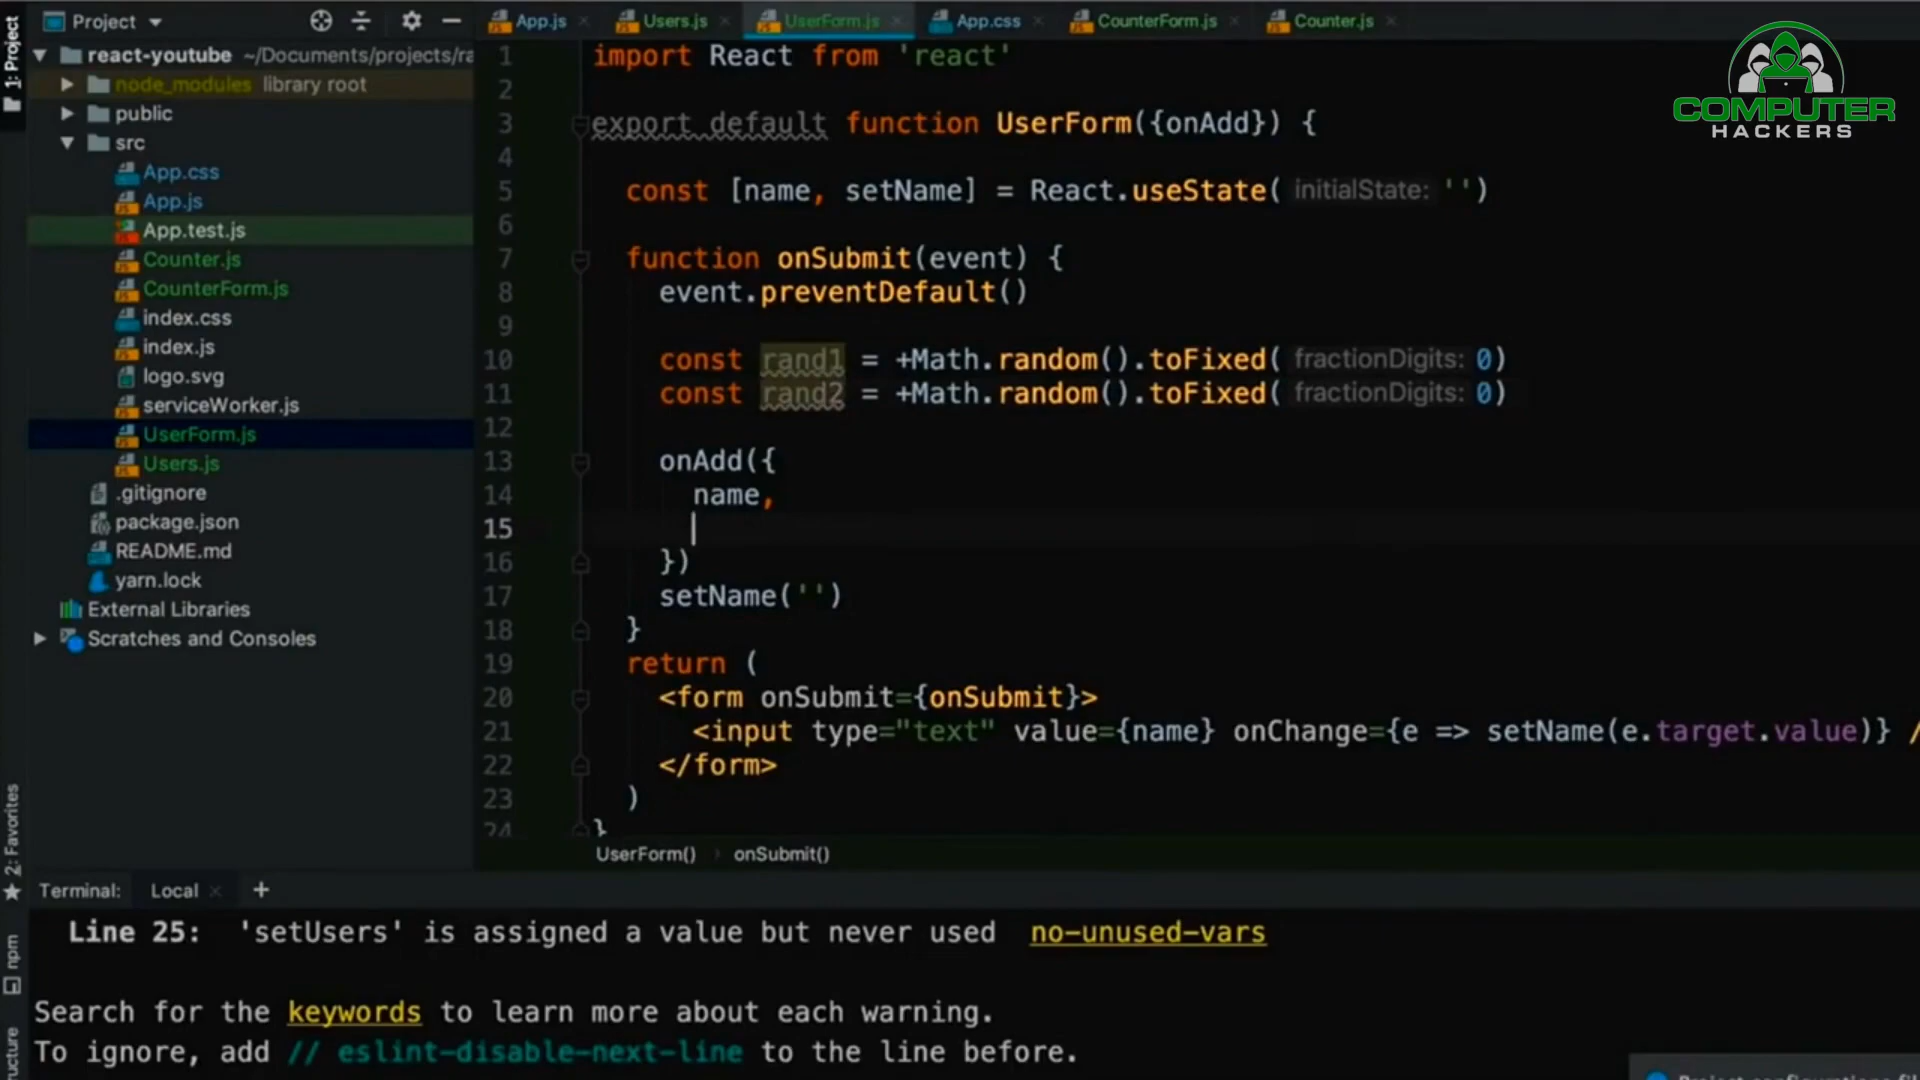 1: Project
Project
react-youtube ~/Documents/projects/ra
node_modules library root
public
src
App.css
App.js
App.test.js
Counter.js
CounterForm.js
index.css
index.js
logo.svg
serviceWorker.js
UserForm.js
Users.js
.gitignore
package.json
README.md
yarn.lock
External Libraries
Scratches and Consoles
2: Favorites
npm
ructure
App.js Users.js UserForm.js App.css CounterForm.js Counter.js
COMPUTER
HACKERS
1 import React from 'react'
2
3 export default function UserForm({onAdd}) {
4
5 const [name, setName] = React.useState( initialState: '')
6
7 function onSubmit(event) {
8 event.preventDefault()
9
10 const rand1 = +Math.random().toFixed( fractionDigits: 0)
11 const rand2 = +Math.random().toFixed( fractionDigits: 0)
12
13 onAdd({
14 name,
15
16 })
17 setName('')
18 }
19 return (
20 <form onSubmit={onSubmit}>
21 <input type="text" value={name} onChange={e => setName(e.target.value)} /
22 </form>
23 )
24 }
UserForm() onSubmit()
Terminal: Local +
Line 25: 'setUsers' is assigned a value but never used no-unused-vars
Search for the keywords to learn more about each warning.
To ignore, add // eslint-disable-next-line to the line before.